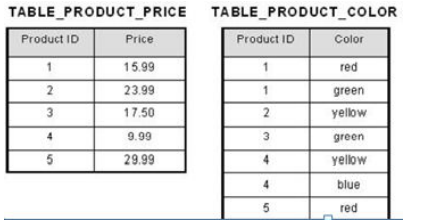 TABLE_PRODUCT_PRICE TABLE_PRODUCT_COLOR
Product ID Price Product ID Color
1 15.99 1 red
2 23.99 1 green
3 17.50 2 yellow
4 9.99 3 green
5 29.99 4 yellow
4 blue
5 red